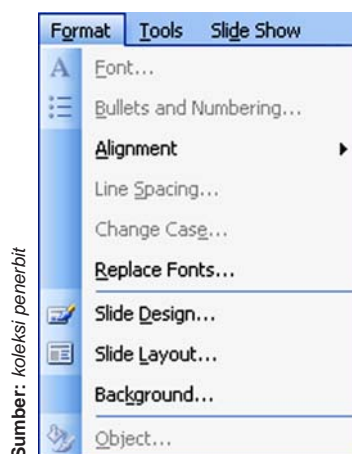 Format Tools Slide Show
Font...
Bullets and Numbering...
Alignment
Line Spacing...
Change Case...
Replace Fonts...
Slide Design...
Slide Layout...
Background...
Object...
Sumber: koleksi penerbit